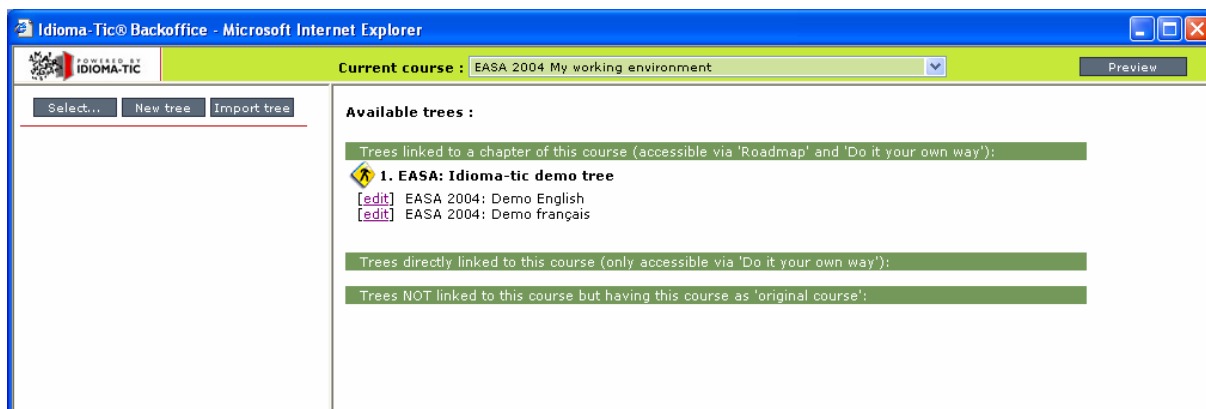 Idioma-Tic® Backoffice - Microsoft Internet Explorer
POWERED BY
IDIOMA-TIC
Current course : EASA 2004 My working environment
Preview
Select... New tree Import tree
Available trees :
Trees linked to a chapter of this course (accessible via 'Roadmap' and 'Do it your own way'):
1. EASA: Idioma-tic demo tree
[edit] EASA 2004: Demo English
[edit] EASA 2004: Demo français
Trees directly linked to this course (only accessible via 'Do it your own way'):
Trees NOT linked to this course but having this course as 'original course':